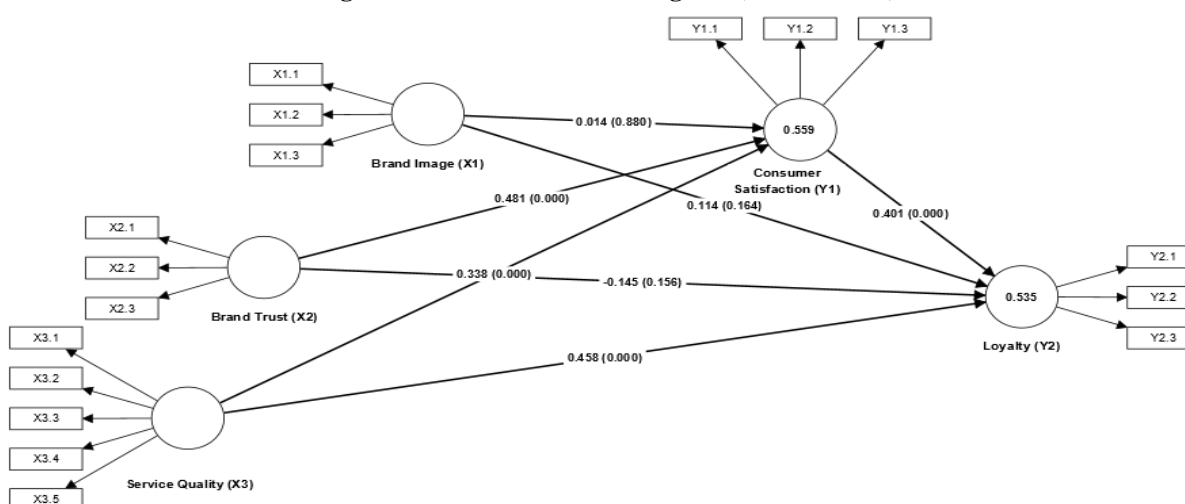 Y1.1
Y1.2
Y1.3
X1.1
X1.2
X1.3
Brand Image (X1)
0.014 (0.880)
0.559
Consumer
Satisfaction (Y1)
0.481 (0.000)
0.114 (0.164)
0.401 (0.000)
X2.1
X2.2
X2.3
Brand Trust (X2)
0.338 (0.000)
-0.145 (0.156)
0.535
Loyalty (Y2)
Y2.1
Y2.2
Y2.3
X3.1
X3.2
X3.3
X3.4
X3.5
0.458 (0.000)
Service Quality (X3)